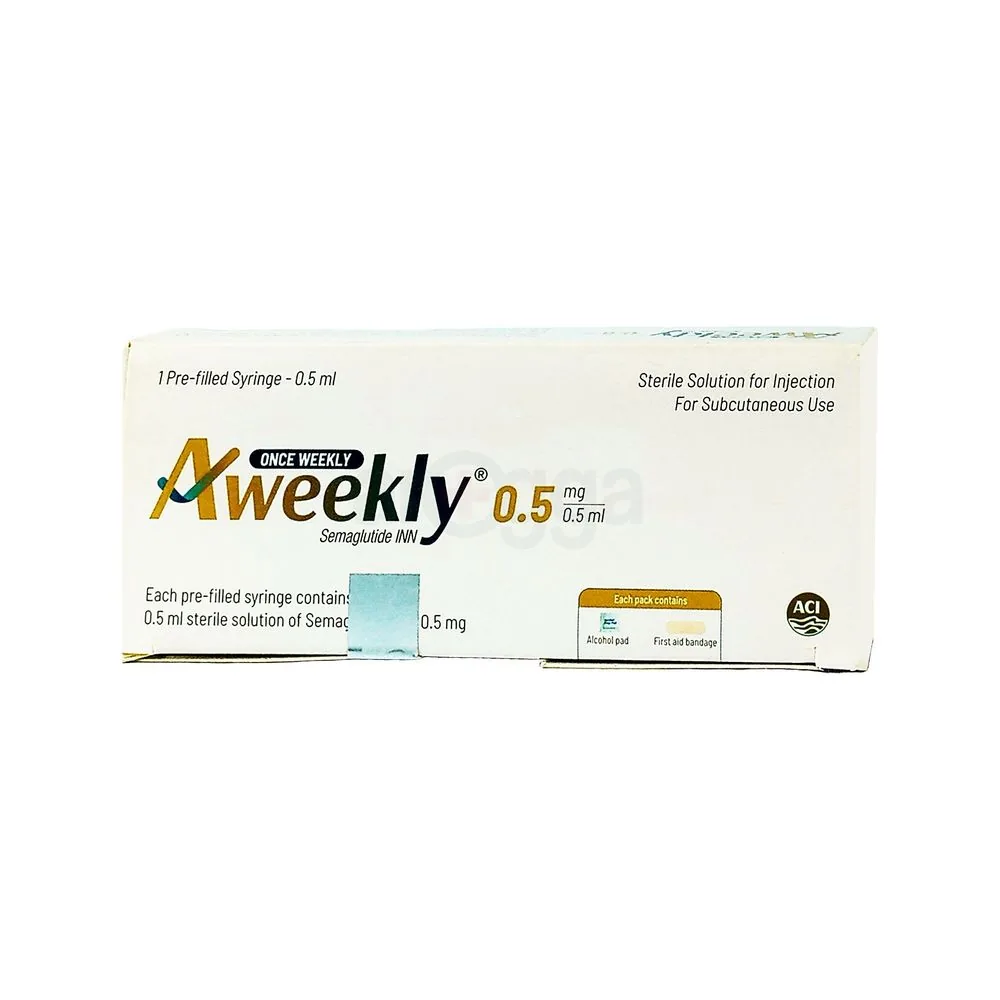 1 Pre-filled Syringe - 0.5 ml
Sterile Solution for Injection
For Subcutaneous Use
ONCE WEEKLY
Aweekly® 0.5 mg
0.5 ml
Semaglutide INN
Each pre-filled syringe contains
0.5 ml sterile solution of 0.5 mg
Each pack contains
Alcohol pad
First aid bandage
ACI